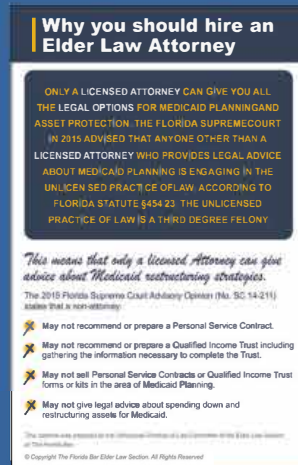 Why you should hire an
Elder Law Attorney
ONLY A LICENSED ATTORNEY CAN GIVE YOU ALL
THE LEGAL OPTIONS FOR MEDICAID PLANNINGAND
ASSET PROTECTION. THE FLORIDA SUPREMECOURT
IN 2015 ADVISED THAT ANYONE OTHER THAN A
LICENSED ATTORNEY WHO PROVIDES LEGAL ADVICE
ABOUT MEDICAID PLANNING IS ENGAGING IN THE
UNLICEN SED PRACTICE OFLAW. ACCORDING TO
FLORIDA STATUTE §454 23 THE UNLICENSED
PRACTICE OF LAW IS A THIRD DEGREE FELONY
This means that only a licensed Attorney can give
advice about Medicaid restructuring strategies.
The 2015 Florida Supreme Court Advisory Opinion (No. SC 14-211)
states that a non-attorney:
May not recommend or prepare a Personal Service Contract.
May not recommend or prepare a Qualified Income Trust including
gathering the information necessary to complete the Trust.
May not sell Personal Service Contracts or Qualified Income Trust
forms or kits in the area of Medicaid Planning.
May not give legal advice about spending down and
restructuring assets for Medicaid.
© Copyright The Florida Bar Elder Law Section. All Rights Reserved